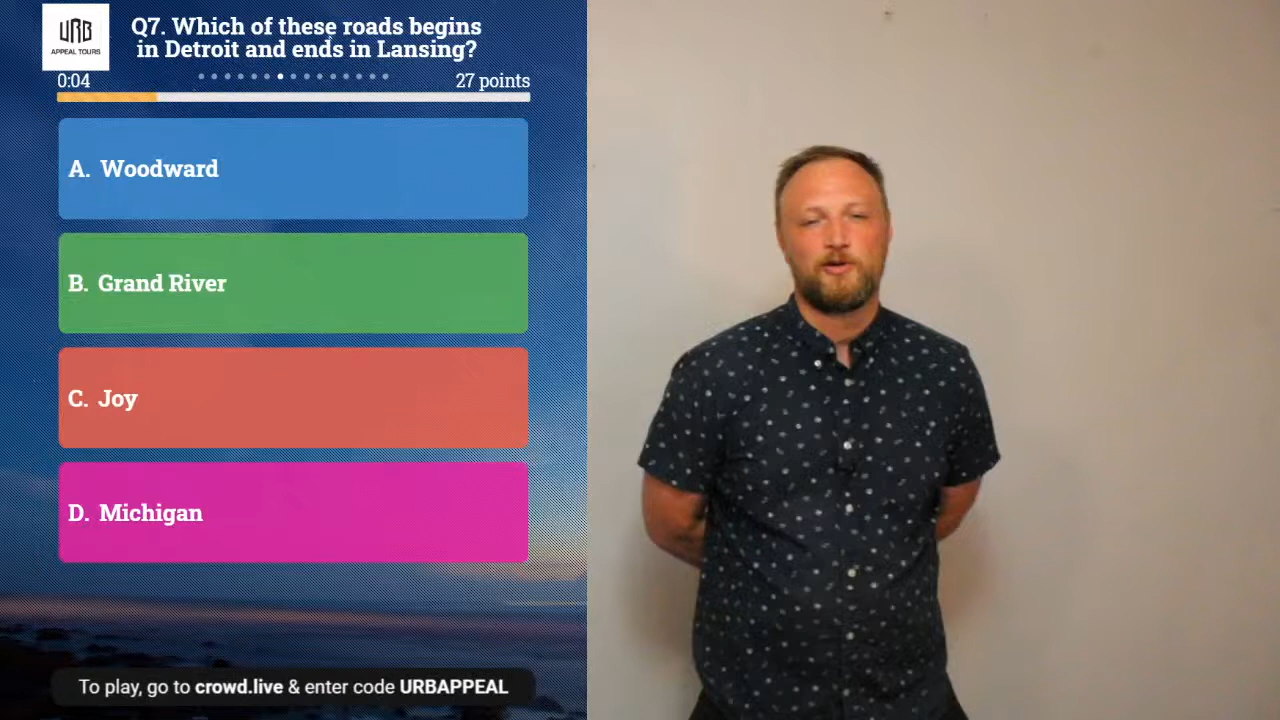 URB
APPEAL TOURS
Q7. Which of these roads begins
in Detroit and ends in Lansing?
0:04
27 points
A. Woodward
B. Grand River
C. Joy
D. Michigan
To play, go to crowd.live & enter code URBAPPEAL